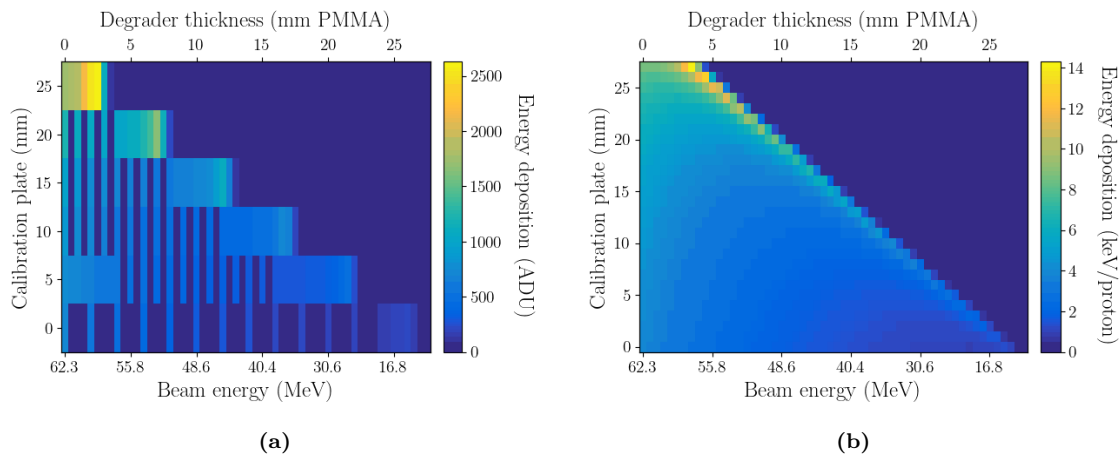 Degrader thickness (mm PMMA)
0 5 10 15 20 25
Calibration plate (mm)
25
20
15
10
5
0
62.3 55.8 48.6 40.4 30.6 16.8
Beam energy (MeV)
2500
2000
1500
1000
500
0
Energy deposition (ADU)
(a)
Degrader thickness (mm PMMA)
0 5 10 15 20 25
Calibration plate (mm)
25
20
15
10
5
0
62.3 55.8 48.6 40.4 30.6 16.8
Beam energy (MeV)
14
12
10
8
6
4
2
0
Energy deposition (keV/proton)
(b)